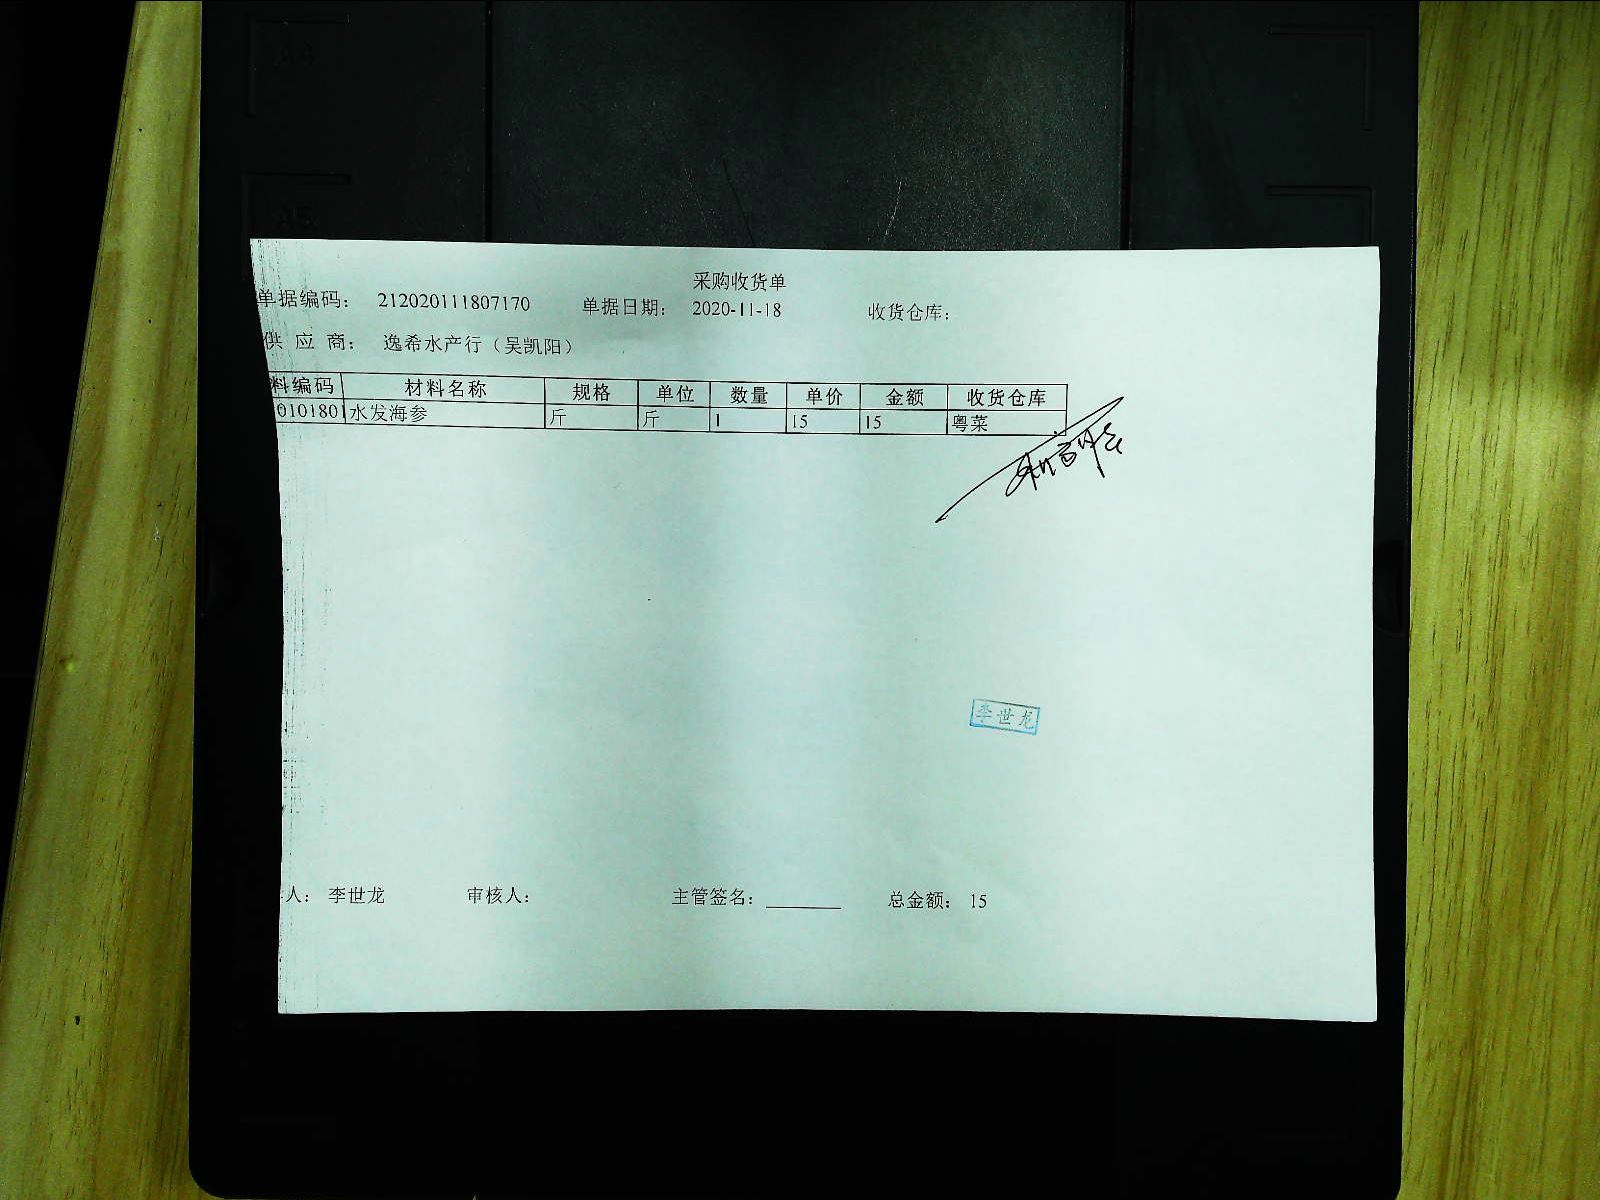 A4
A5
采购收货单
单据编码: 212020111807170 单据日期: 2020-11-18 收货仓库:
供应商: 逸希水产行（吴凯阳）
料编码 材料名称 规格 单位 数量 单价 金额 收货仓库
0101801 水发海参 斤 斤 1 15 15 粤菜
李世龙
人: 李世龙 审核人: 主管签名: 总金额: 15